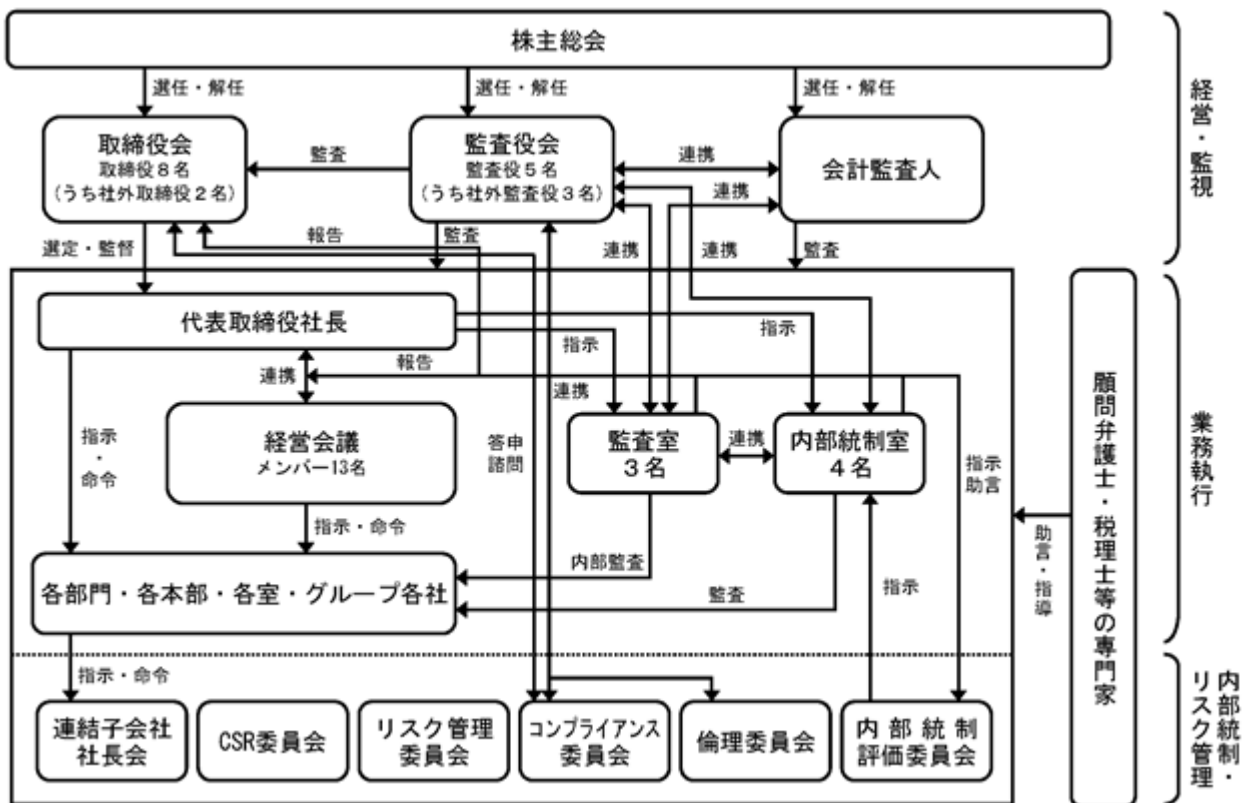 株主総会
選任・解任
選任・解任
選任・解任
取締役会
取締役8名
(うち社外取締役2名)
監査
監査役会
監査役5名
(うち社外監査役3名)
連携
連携
会計監査人
選定・監督
報告
監査
連携
連携
監査
代表取締役社長
指示
指示
連携
報告
連携
指示
・
命令
経営会議
メンバー13名
答申
諮問
監査室
3名
連携
内部統制室
4名
指示
助言
指示・命令
内部監査
各部門・各本部・各室・グループ各社
監査
指示
指示・命令
連結子会社
社長会
CSR委員会
リスク管理
委員会
コンプライアンス
委員会
倫理委員会
内部統制
評価委員会
助言・指導
顧問弁護士・税理士等の専門家
経営・監視
業務執行
内部統制・
リスク管理